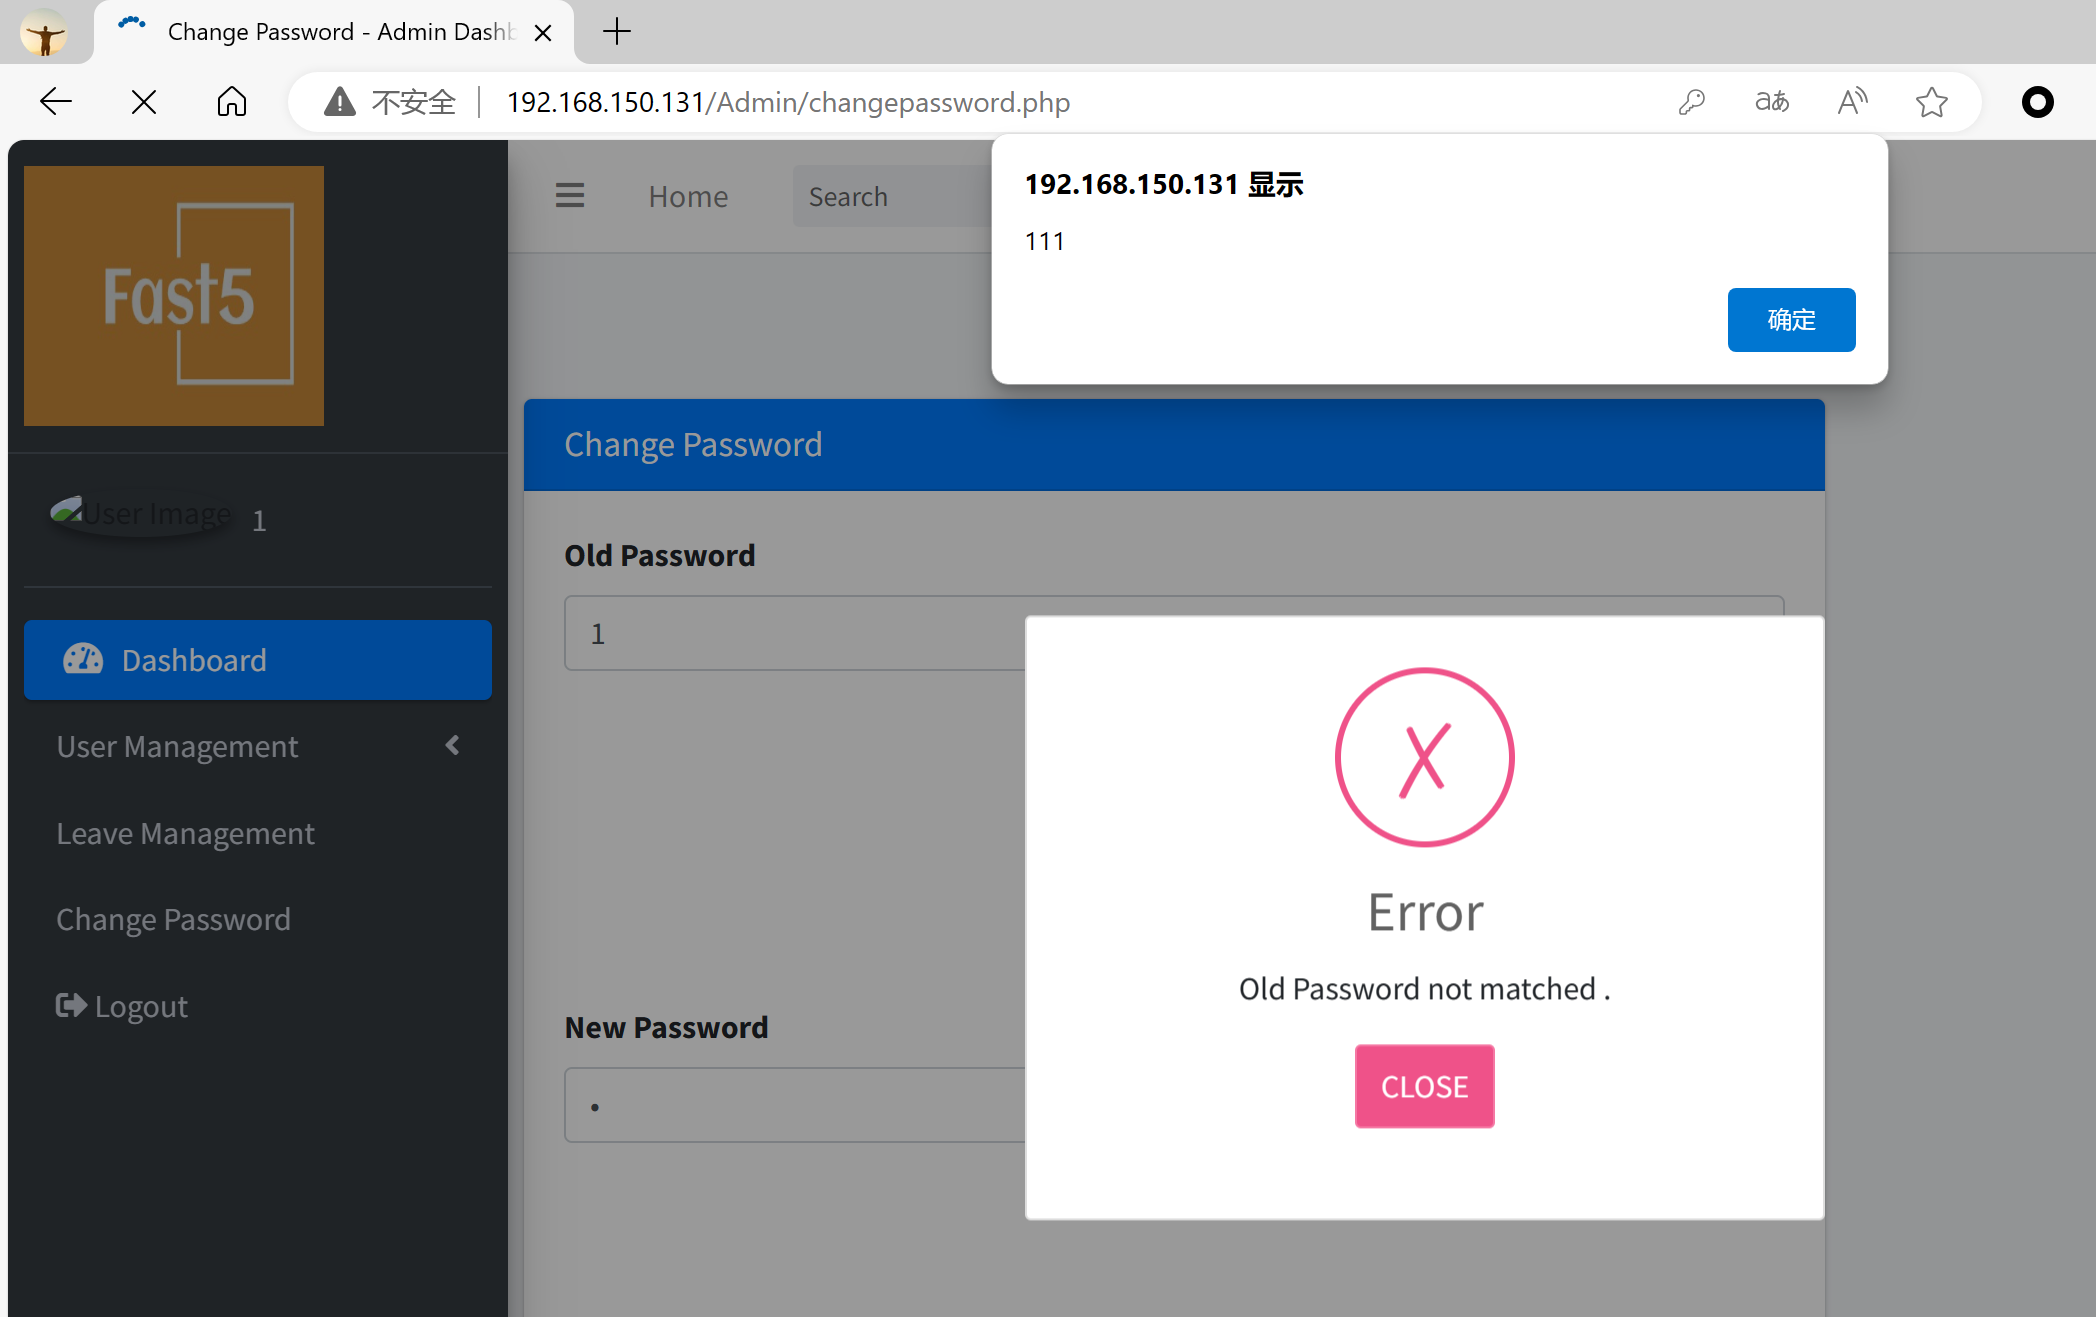 Change Password - Admin Dashb
不安全
192.168.150.131/Admin/changepassword.php
Fast5
Home
Search
192.168.150.131 显示
111
确定
Change Password
User Image
1
Old Password
1
Dashboard
User Management
Leave Management
Change Password
Logout
Error
Old Password not matched .
CLOSE
New Password